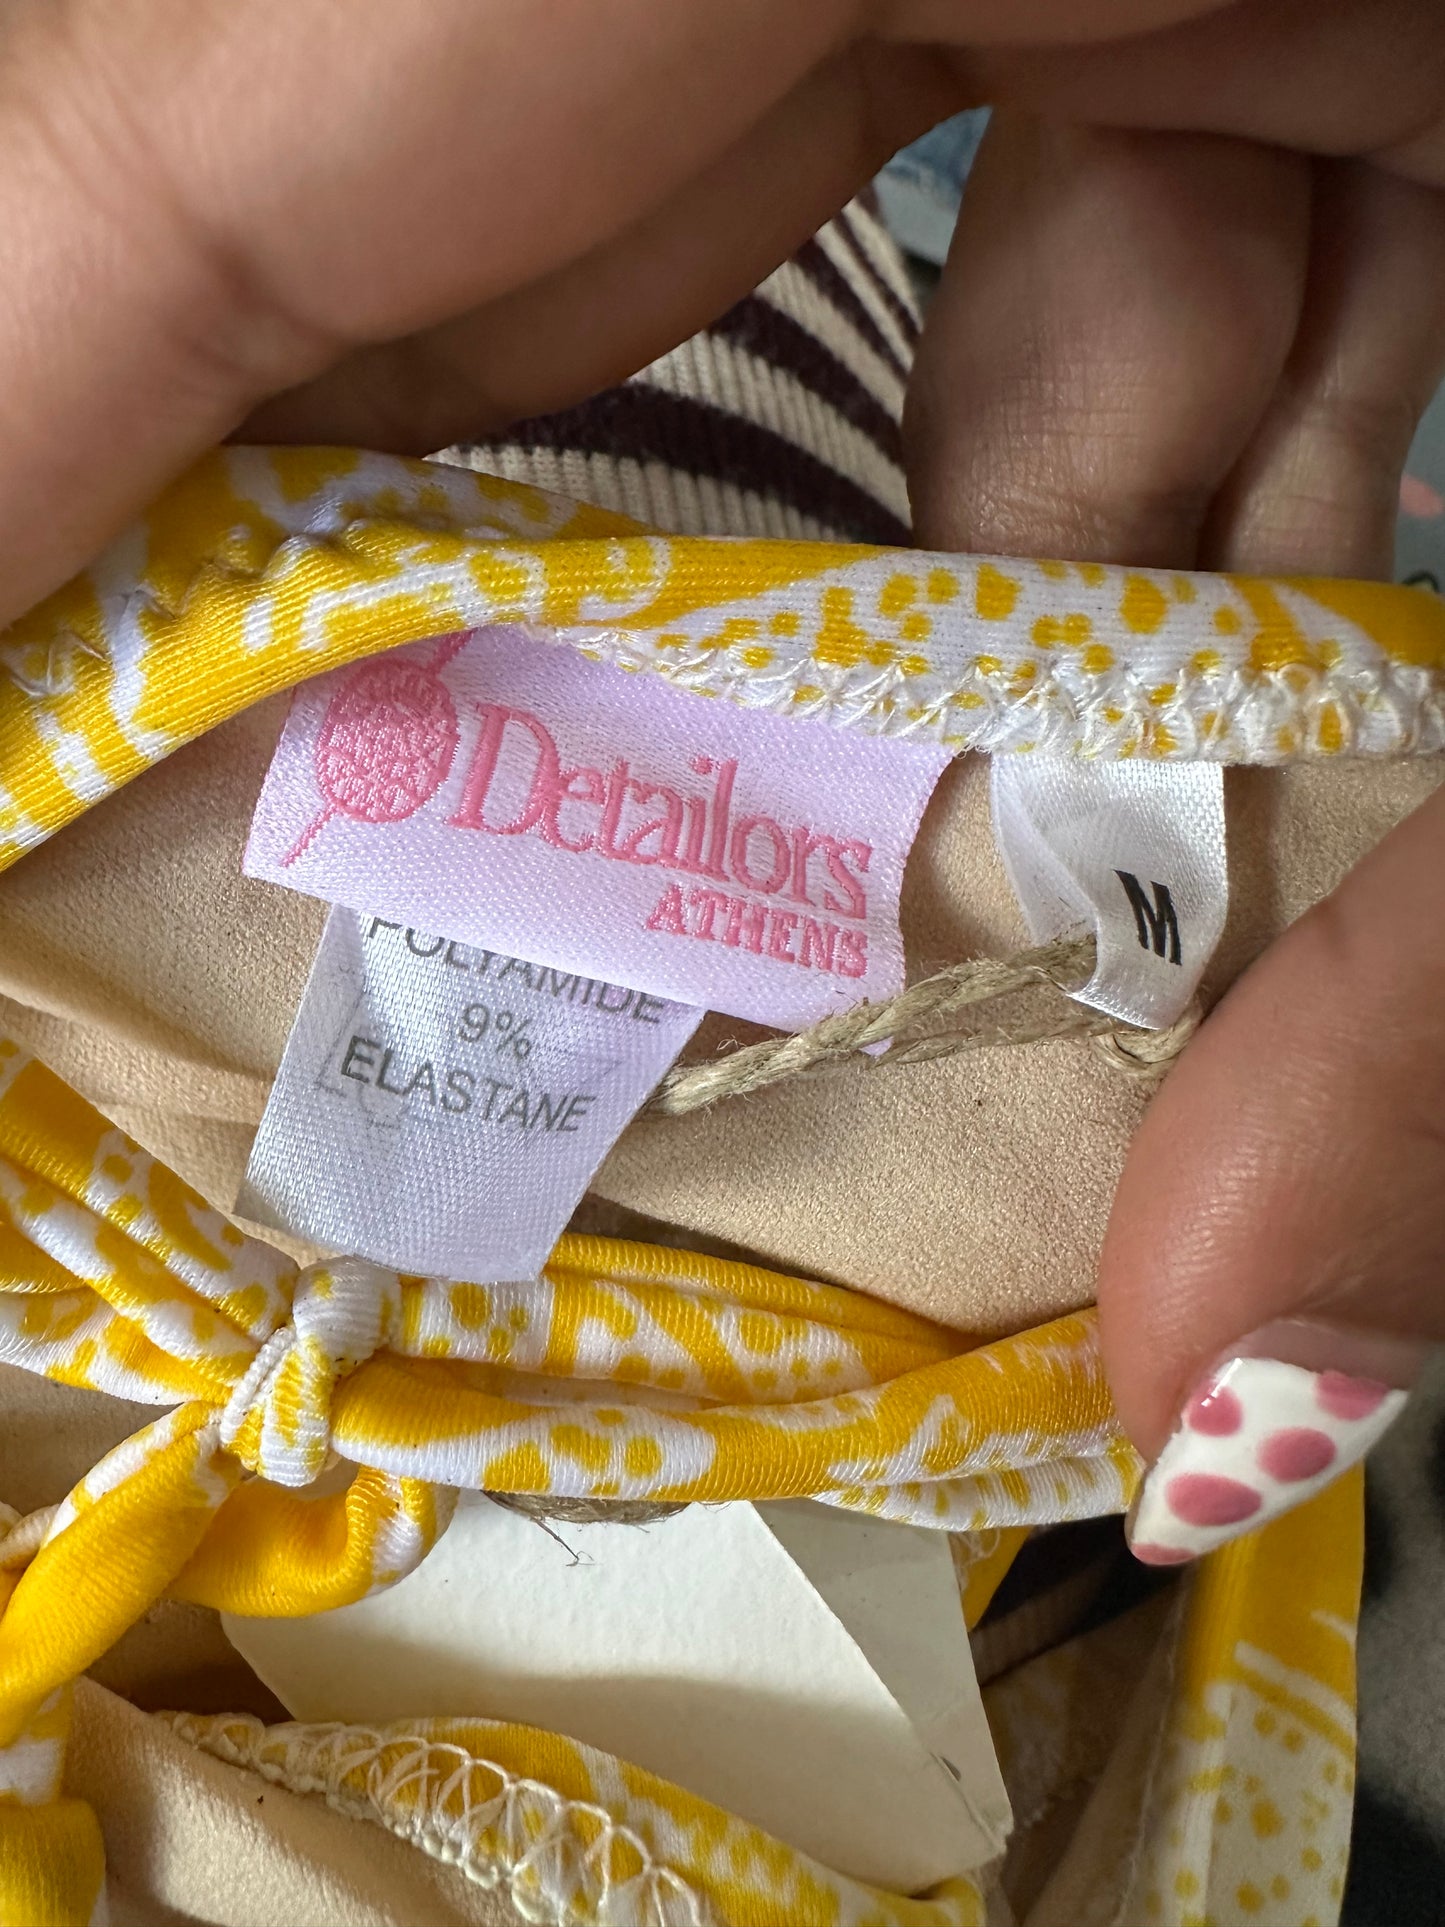 Detailors
ATHENS
M
POLYAMIDE
9%
ELASTANE